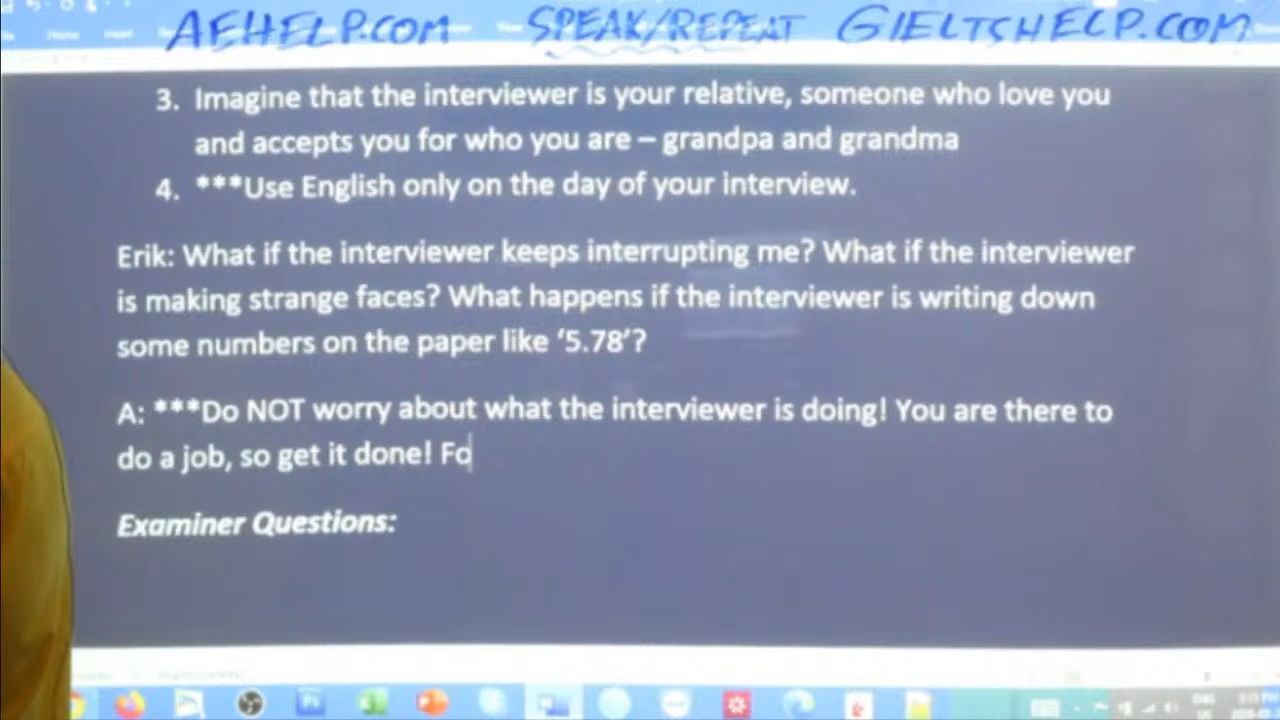 AEHELP.COM SPEAK/REPEAT GIELTSHELP.COM
3. Imagine that the interviewer is your relative, someone who love you
and accepts you for who you are – grandpa and grandma
4. ***Use English only on the day of your interview.
Erik: What if the interviewer keeps interrupting me? What if the interviewer
is making strange faces? What happens if the interviewer is writing down
some numbers on the paper like ‘5.78’?
A: ***Do NOT worry about what the interviewer is doing! You are there to
do a job, so get it done! Fo
Examiner Questions: